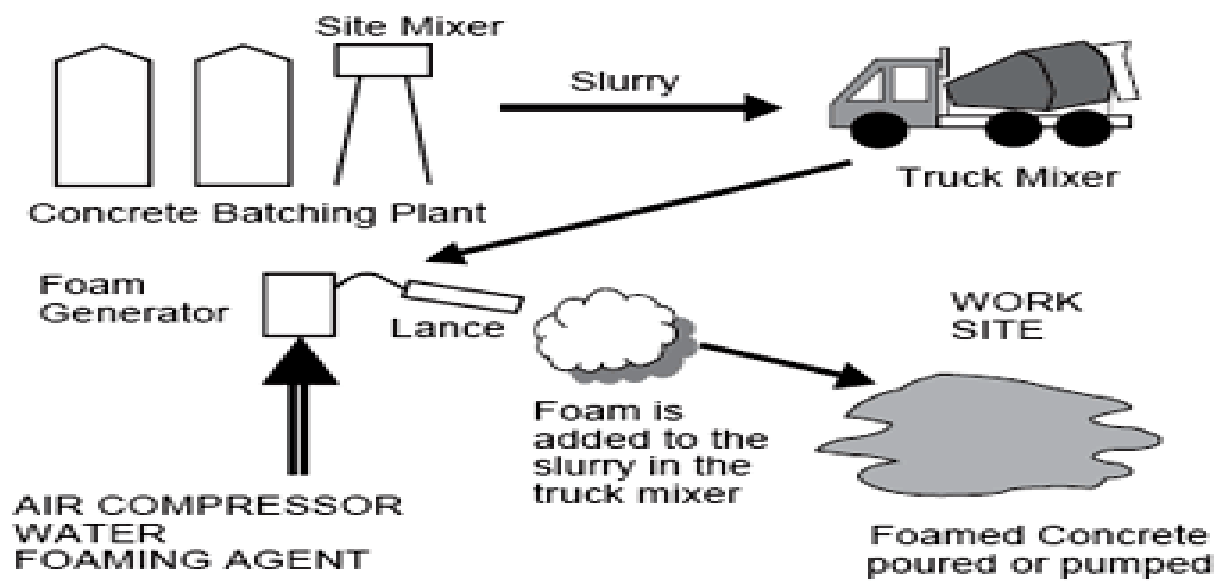 Site Mixer
Slurry
Truck Mixer
Concrete Batching Plant
Foam
Generator
Lance
WORK
SITE
Foam is
added to the
slurry in the
truck mixer
AIR COMPRESSOR
WATER
FOAMING AGENT
Foamed Concrete
poured or pumped